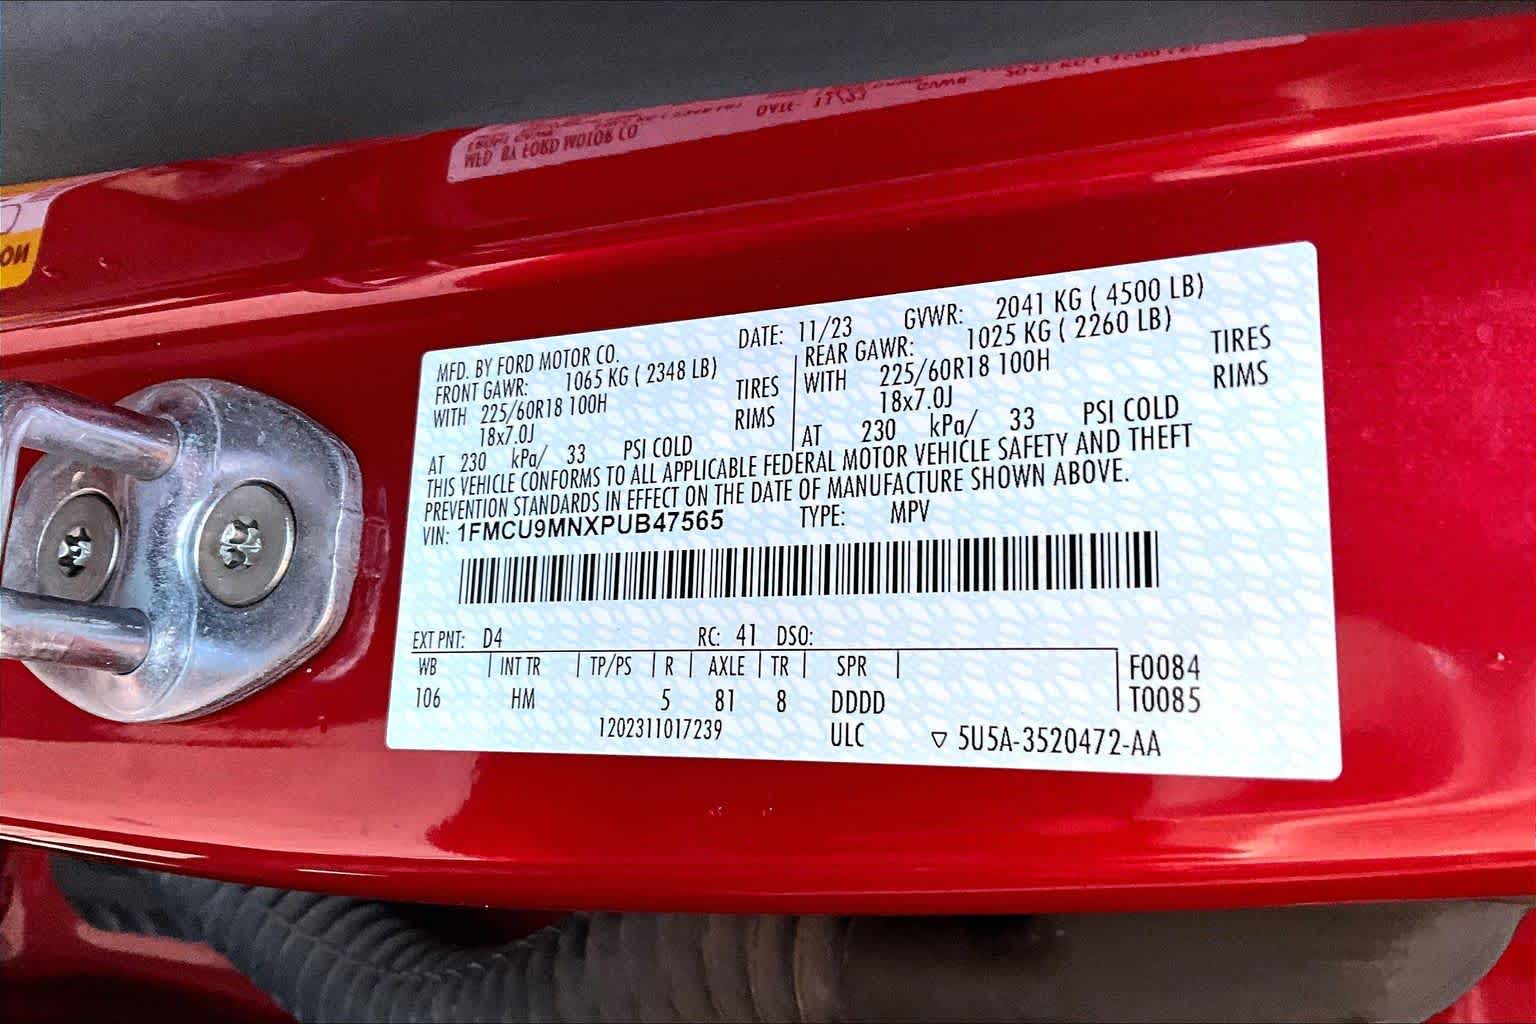 MFD. BY FORD MOTOR CO. DATE: 11/23 GVWR: 2041 KG ( 4500 LB)
FRONT GAWR: 1065 KG ( 2348 LB) REAR GAWR: 1025 KG ( 2260 LB)
WITH 225/60R18 100H TIRES WITH 225/60R18 100H TIRES
18x7.0J RIMS 18x7.0J RIMS
AT 230 kPa/ 33 PSI COLD AT 230 kPa/ 33 PSI COLD
THIS VEHICLE CONFORMS TO ALL APPLICABLE FEDERAL MOTOR VEHICLE SAFETY AND THEFT
PREVENTION STANDARDS IN EFFECT ON THE DATE OF MANUFACTURE SHOWN ABOVE.
VIN: 1FMCU9MNXPUB47565 TYPE: MPV
EXT PNT: D4 RC: 41 DSO:
WB | INT TR | TP/PS | R | AXLE | TR | SPR | F0084
106 HM 5 81 8 DDDD T0085
1202311017239 ULC ▽ 5U5A-3520472-AA